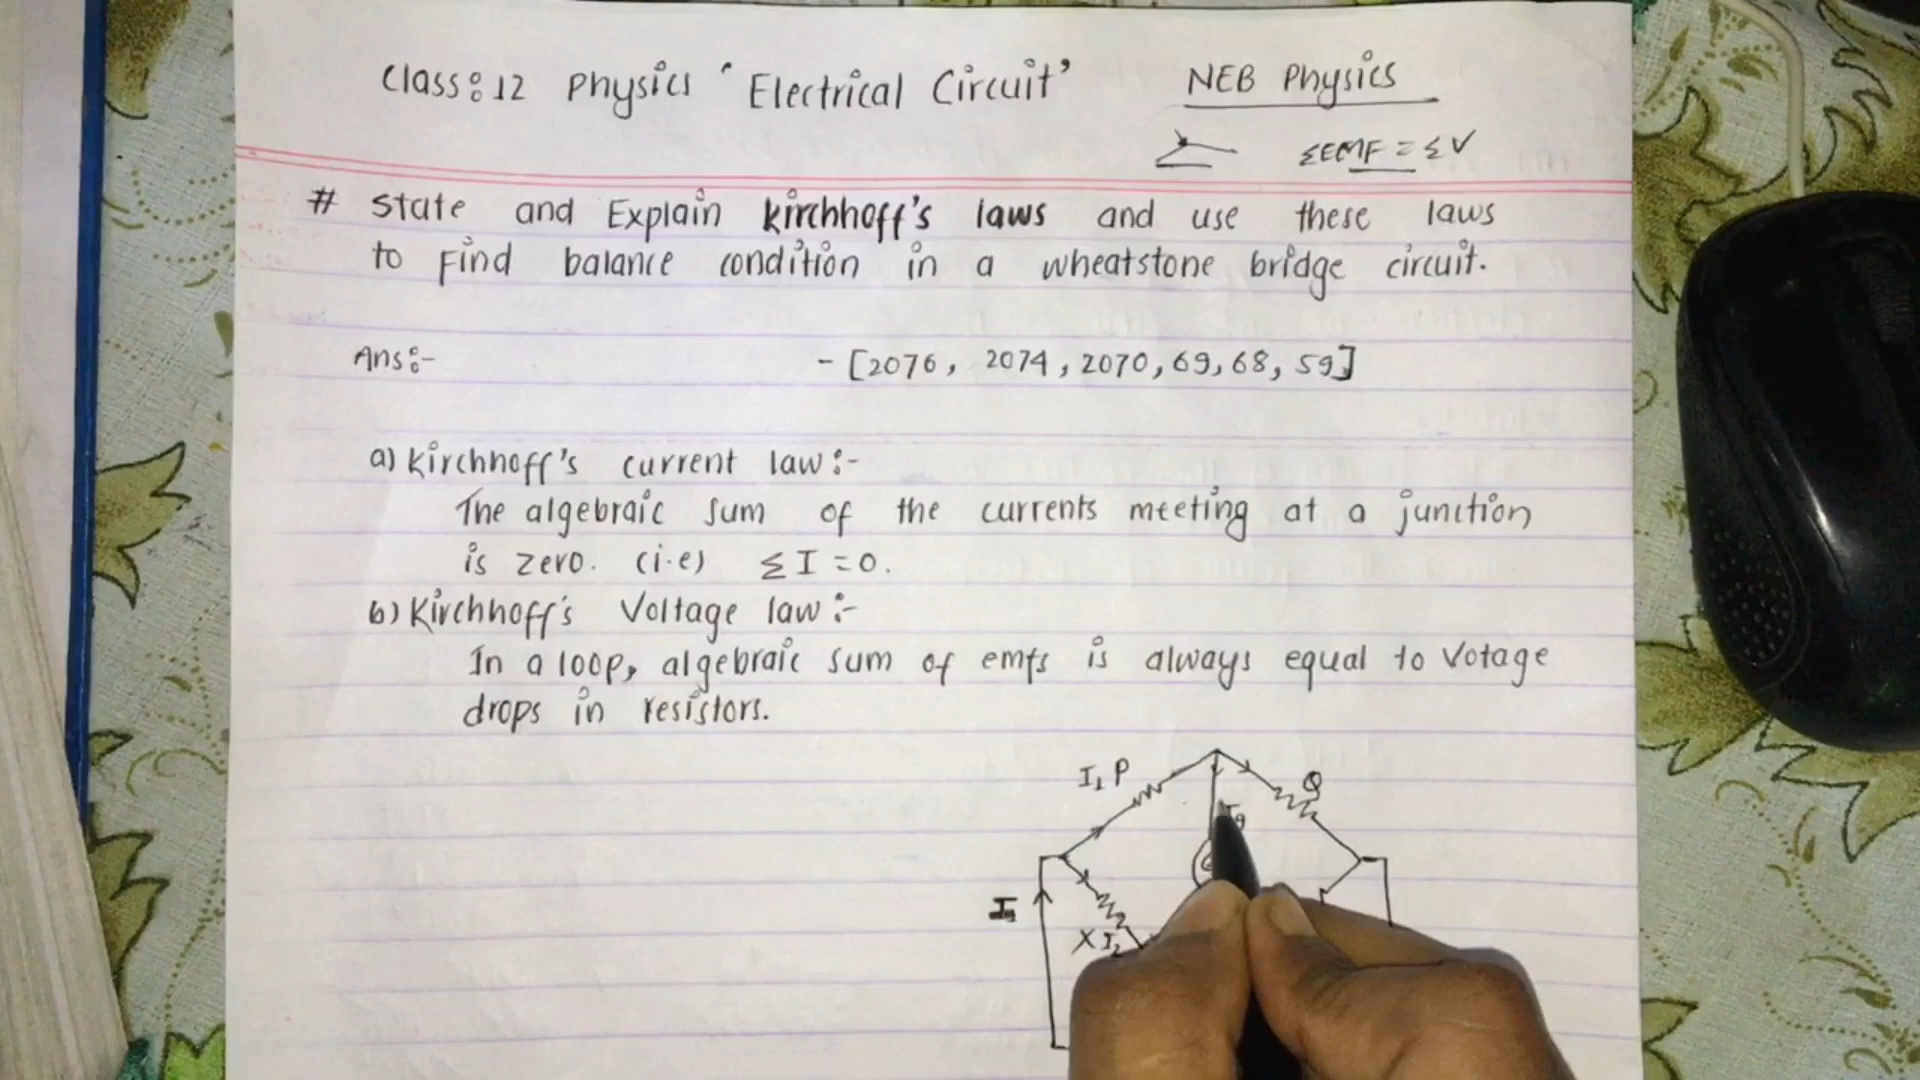 Class: 12 Physics ‘Electrical Circuit’
NEB Physics
ΣEMF = ΣV
# State and Explain Kirchhoff's laws and use these laws
to Find balance condition in a wheatstone bridge circuit.
Ans:- - [2076, 2074, 2070, 69, 68, 59]
a) Kirchhoff's current law:-
The algebraic sum of the currents meeting at a junction
is zero. (i.e) ΣI = 0.
b) Kirchhoff's Voltage law:-
In a loop, algebraic sum of emfs is always equal to Votage
drops in resistors.
I₁ P
Q
Ig
X I₂